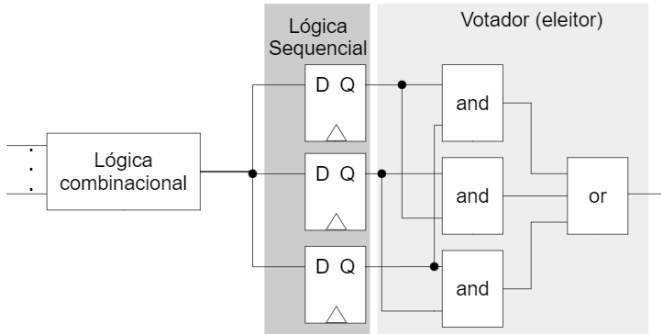 Lógica
Sequencial
Votador (eleitor)
D Q
and
Lógica
combinacional
D Q
and
or
D Q
and